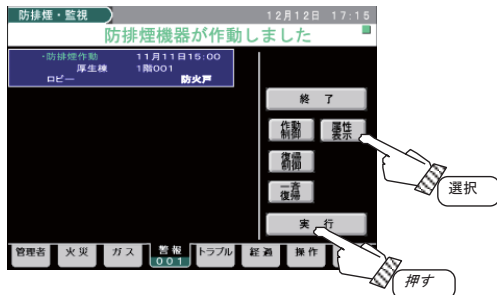 防排煙・監視 12月12日 17:15
防排煙機器が作動しました
・防排煙作動 11月11日15:00
厚生棟 1階001
ロビー 防火戸
終 了
作動制御 属性表示
選択
復帰制御
一斉復帰
実 行
管理者 火災 ガス 警報 001 トラブル 経過 操作
押す